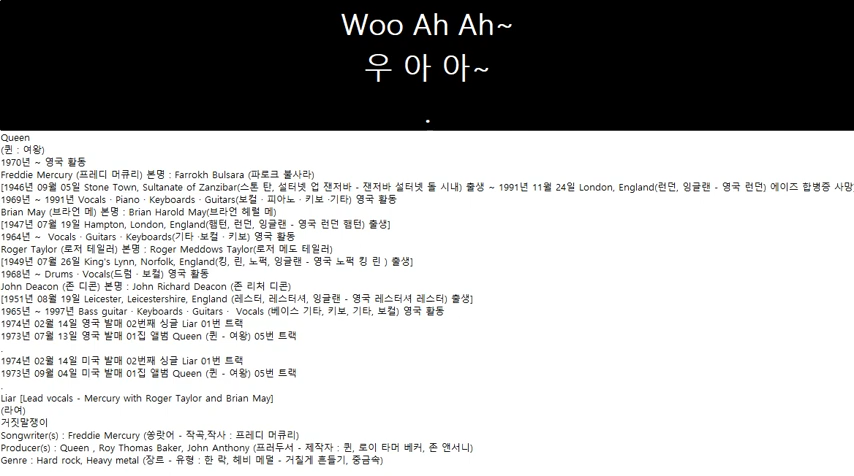 Woo Ah Ah~
우 아 아~
.
Queen
(퀸 : 여왕)
1970년 ~ 영국 활동
Freddie Mercury (프레디 머큐리) 본명 : Farrokh Bulsara (파로크 불사라)
[1946년 09월 05일 Stone Town, Sultanate of Zanzibar(스톤 탄, 설터넷 업 잰저바 - 잰저바 설터넷 돌 시내) 출생 ~ 1991년 11월 24일 London, England(런던, 잉글랜 - 영국 런던) 에이즈 합병증 사망
1969년 ~ 1991년 Vocals · Piano · Keyboards · Guitars(보컬 · 피아노 · 키보 ·기타) 영국 활동
Brian May (브라언 메) 본명 : Brian Harold May(브라언 헤럴 메)
[1947년 07월 19일 Hampton, London, England(햄턴, 런던, 잉글랜 - 영국 런던 햄턴) 출생]
1964년 ~  Vocals · Guitars · Keyboards(기타 ·보컬 · 키보) 영국 활동
Roger Taylor (로저 테일러) 본명 : Roger Meddows Taylor(로저 메도 테일러)
[1949년 07월 26일 King's Lynn, Norfolk, England(킹, 린, 노퍽, 잉글랜 - 영국 노퍽 킹 린 ) 출생]
1968년 ~ Drums · Vocals(드럼 · 보컬) 영국 활동
John Deacon (존 디콘) 본명 : John Richard Deacon (존 리처 디콘)
[1951년 08월 19일 Leicester, Leicestershire, England (레스터, 레스터셔, 잉글랜 - 영국 레스터셔 레스터) 출생]
1965년 ~ 1997년 Bass guitar · Keyboards · Guitars ·  Vocals (베이스 기타, 키보, 기타, 보컬) 영국 활동
1974년 02월 14일 영국 발매 02번째 싱글 Liar 01번 트랙
1973년 07월 13일 영국 발매 01집 앨범 Queen (퀸 - 여왕) 05번 트랙
.
1974년 02월 14일 미국 발매 02번째 싱글 Liar 01번 트랙
1973년 09월 04일 미국 발매 01집 앨범 Queen (퀸 - 여왕) 05번 트랙
.
Liar [Lead vocals - Mercury with Roger Taylor and Brian May]
(라여)
거짓말쟁이
Songwriter(s) : Freddie Mercury (쏭랏어 - 작곡,작사 : 프레디 머큐리)
Producer(s) : Queen , Roy Thomas Baker, John Anthony (프러두서 - 제작자 : 퀸, 로이 타머 베커, 존 앤서니)
Genre : Hard rock, Heavy metal (장르 - 유형 : 한 락, 헤비 메덜 - 거칠게 흔들기, 중금속)